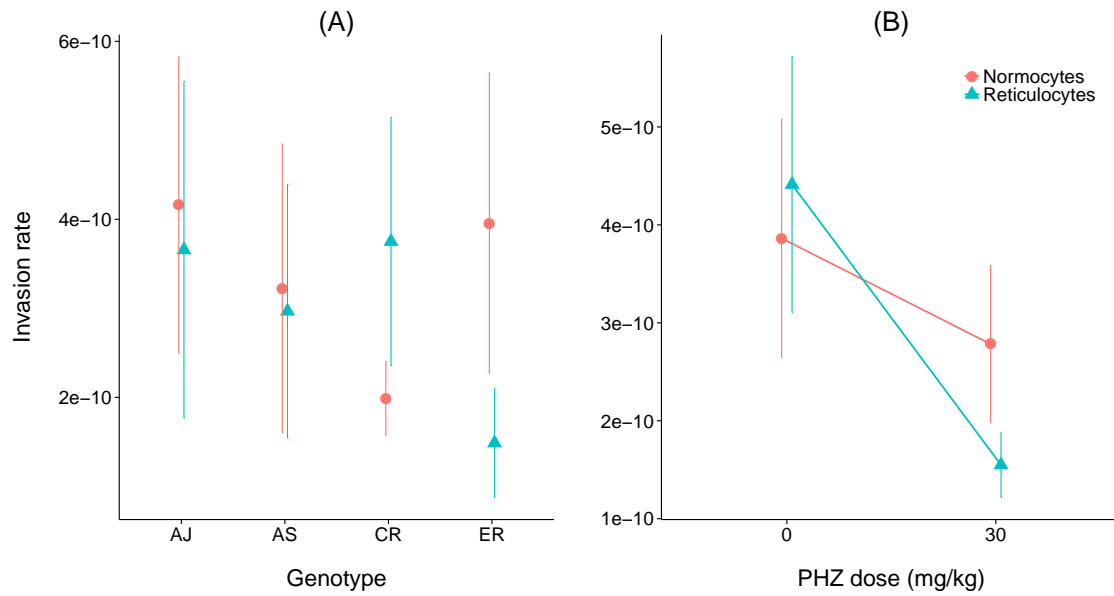 (A)
Invasion rate
6e−10
4e−10
2e−10
AJ AS CR ER
Genotype
(B)
Normocytes
Reticulocytes
5e−10
4e−10
3e−10
2e−10
1e−10
0 30
PHZ dose (mg/kg)